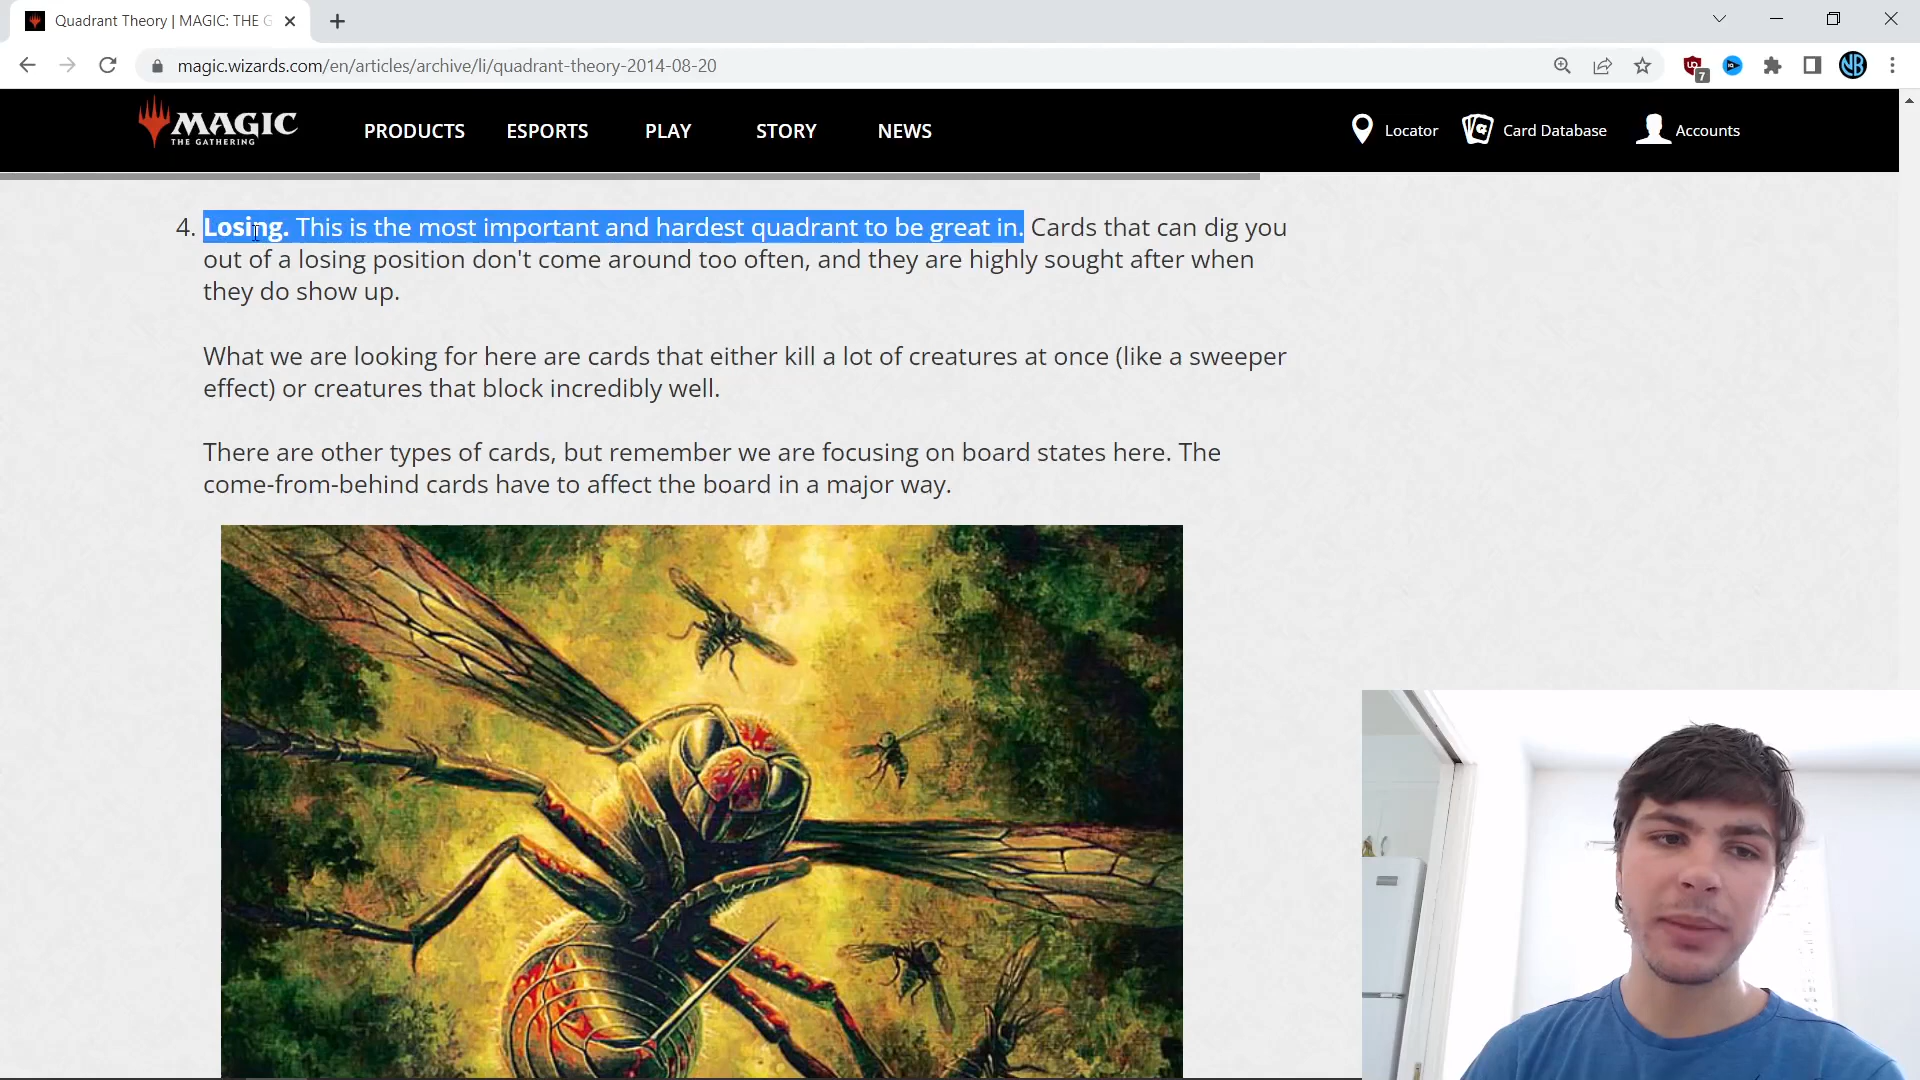 Quadrant Theory | MAGIC: THE G
magic.wizards.com/en/articles/archive/li/quadrant-theory-2014-08-20
7
NB
MAGIC
THE GATHERING
PRODUCTS
ESPORTS
PLAY
STORY
NEWS
Locator
Card Database
Accounts
4. Losing. This is the most important and hardest quadrant to be great in. Cards that can dig you
out of a losing position don't come around too often, and they are highly sought after when
they do show up.
What we are looking for here are cards that either kill a lot of creatures at once (like a sweeper
effect) or creatures that block incredibly well.
There are other types of cards, but remember we are focusing on board states here. The
come-from-behind cards have to affect the board in a major way.